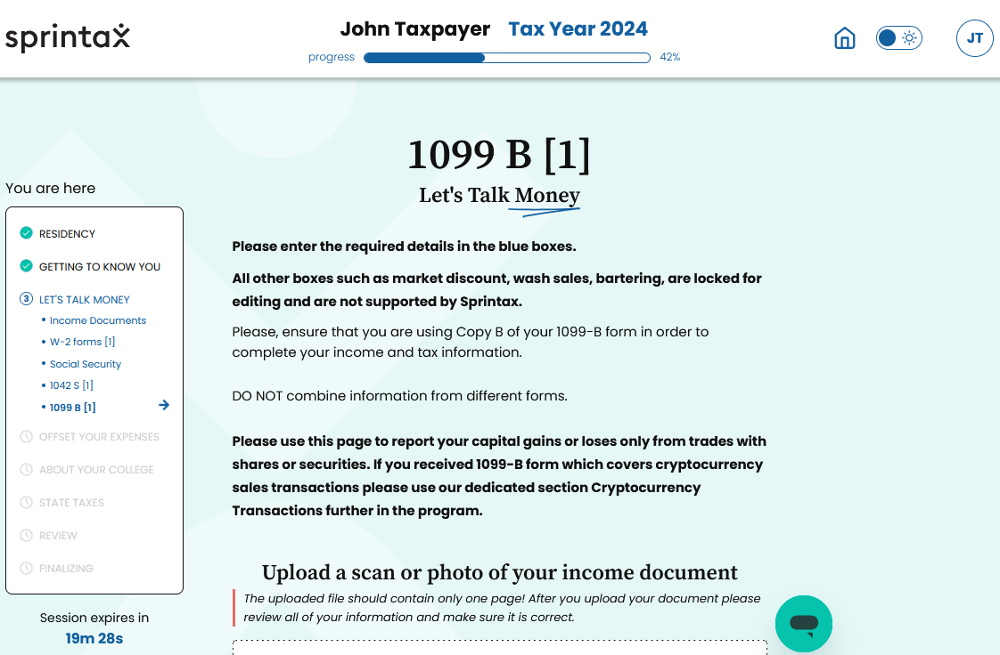 sprintax
John Taxpayer Tax Year 2024
progress 42%
JT
1099 B [1]
Let's Talk Money
You are here
RESIDENCY
GETTING TO KNOW YOU
3 LET'S TALK MONEY
• Income Documents
• W-2 forms [1]
• Social Security
• 1042 S [1]
• 1099 B [1]
OFFSET YOUR EXPENSES
ABOUT YOUR COLLEGE
STATE TAXES
REVIEW
FINALIZING
Session expires in
19m 28s
Please enter the required details in the blue boxes.
All other boxes such as market discount, wash sales, bartering, are locked for
editing and are not supported by Sprintax.
Please, ensure that you are using Copy B of your 1099-B form in order to
complete your income and tax information.
DO NOT combine information from different forms.
Please use this page to report your capital gains or loses only from trades with
shares or securities. If you received 1099-B form which covers cryptocurrency
sales transactions please use our dedicated section Cryptocurrency
Transactions further in the program.
Upload a scan or photo of your income document
The uploaded file should contain only one page! After you upload your document please
review all of your information and make sure it is correct.